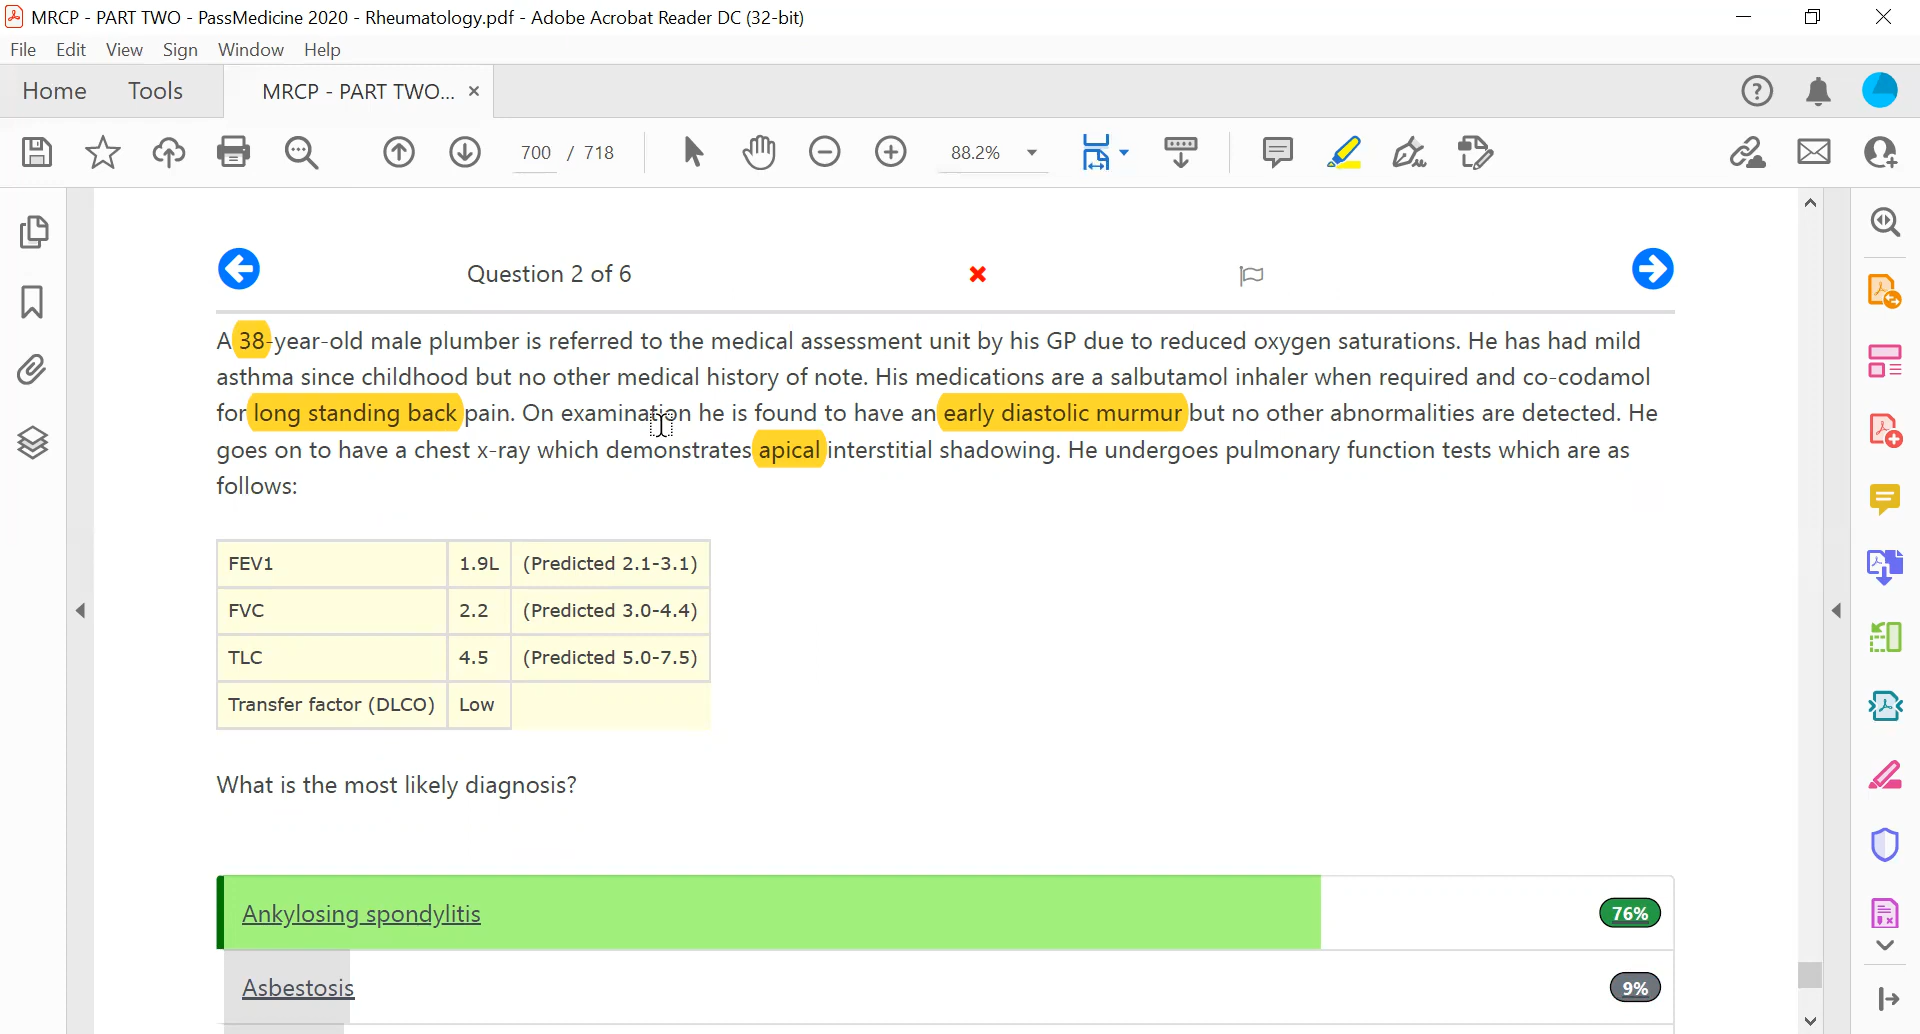 MRCP - PART TWO - PassMedicine 2020 - Rheumatology.pdf - Adobe Acrobat Reader DC (32-bit)
File Edit View Sign Window Help
Home Tools MRCP - PART TWO... ×
700 / 718 88.2%
Question 2 of 6
A 38-year-old male plumber is referred to the medical assessment unit by his GP due to reduced oxygen saturations. He has had mild
asthma since childhood but no other medical history of note. His medications are a salbutamol inhaler when required and co-codamol
for long standing back pain. On examination he is found to have an early diastolic murmur but no other abnormalities are detected. He
goes on to have a chest x-ray which demonstrates apical interstitial shadowing. He undergoes pulmonary function tests which are as
follows:
FEV1 1.9L (Predicted 2.1-3.1)
FVC 2.2 (Predicted 3.0-4.4)
TLC 4.5 (Predicted 5.0-7.5)
Transfer factor (DLCO) Low
What is the most likely diagnosis?
Ankylosing spondylitis 76%
Asbestosis 9%